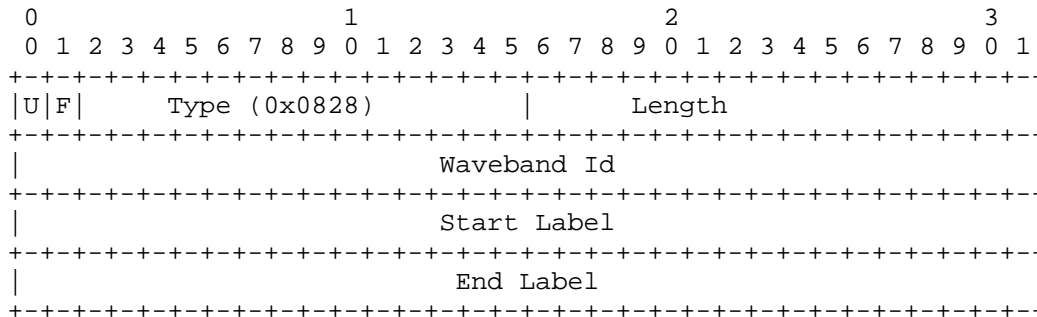 0                   1                   2                   3
 0 1 2 3 4 5 6 7 8 9 0 1 2 3 4 5 6 7 8 9 0 1 2 3 4 5 6 7 8 9 0 1
+-+-+-+-+-+-+-+-+-+-+-+-+-+-+-+-+-+-+-+-+-+-+-+-+-+-+-+-+-+-+-+--
|U|F|     Type (0x0828)         |      Length
+-+-+-+-+-+-+-+-+-+-+-+-+-+-+-+-+-+-+-+-+-+-+-+-+-+-+-+-+-+-+-+--
|                          Waveband Id
+-+-+-+-+-+-+-+-+-+-+-+-+-+-+-+-+-+-+-+-+-+-+-+-+-+-+-+-+-+-+-+--
|                          Start Label
+-+-+-+-+-+-+-+-+-+-+-+-+-+-+-+-+-+-+-+-+-+-+-+-+-+-+-+-+-+-+-+--
|                           End Label
+-+-+-+-+-+-+-+-+-+-+-+-+-+-+-+-+-+-+-+-+-+-+-+-+-+-+-+-+-+-+-+--